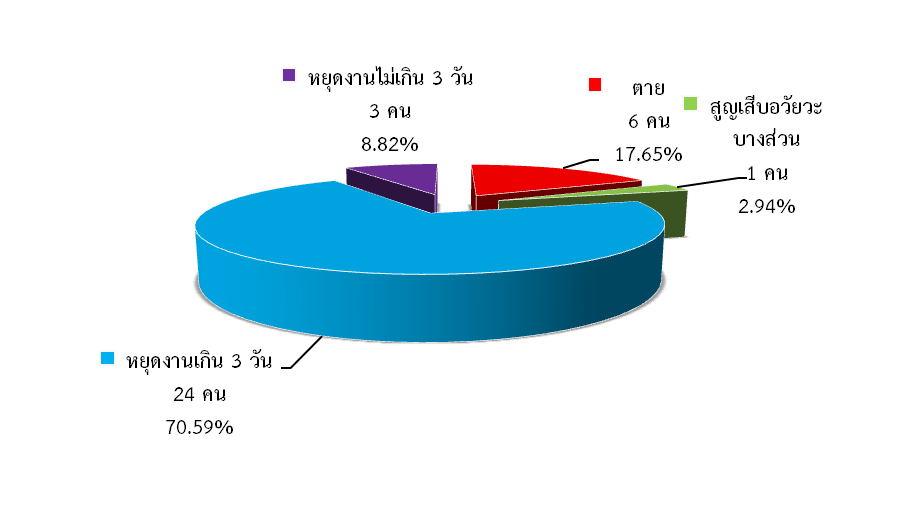 หยุดงานไม่เกิน 3 วัน
3 คน
8.82%
ตาย
6 คน
17.65%
สูญเสีบอวัยวะ
บางส่วน
1 คน
2.94%
หยุดงานเกิน 3 วัน
24 คน
70.59%